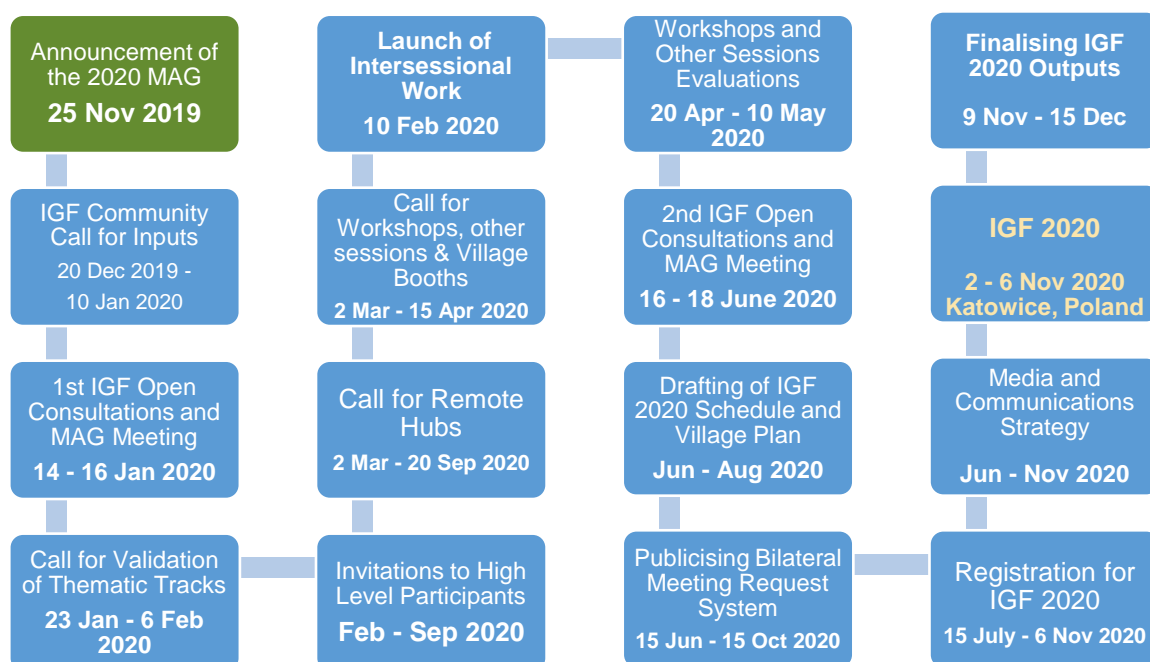 Announcement of
the 2020 MAG
25 Nov 2019
IGF Community
Call for Inputs
20 Dec 2019 -
10 Jan 2020
1st IGF Open
Consultations and
MAG Meeting
14 - 16 Jan 2020
Call for Validation
of Thematic Tracks
23 Jan - 6 Feb
2020
Invitations to High
Level Participants
Feb - Sep 2020
Call for Remote
Hubs
2 Mar - 20 Sep 2020
Call for
Workshops, other
sessions & Village
Booths
2 Mar - 15 Apr 2020
Launch of
Intersessional
Work
10 Feb 2020
Workshops and
Other Sessions
Evaluations
20 Apr - 10 May
2020
2nd IGF Open
Consultations and
MAG Meeting
16 - 18 June 2020
Drafting of IGF
2020 Schedule and
Village Plan
Jun - Aug 2020
Publicising Bilateral
Meeting Request
System
15 Jun - 15 Oct 2020
Registration for
IGF 2020
15 July - 6 Nov 2020
Media and
Communications
Strategy
Jun - Nov 2020
IGF 2020
2 - 6 Nov 2020
Katowice, Poland
Finalising IGF
2020 Outputs
9 Nov - 15 Dec